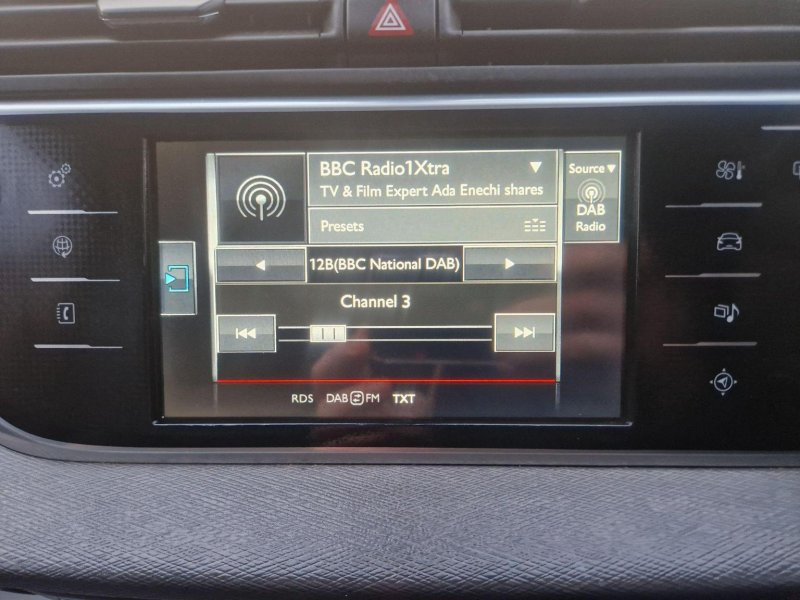 BBC Radio1Xtra
TV & Film Expert Ada Enechi shares
Source
DAB
Radio
Presets
12B(BBC National DAB)
Channel 3
RDS DAB FM TXT